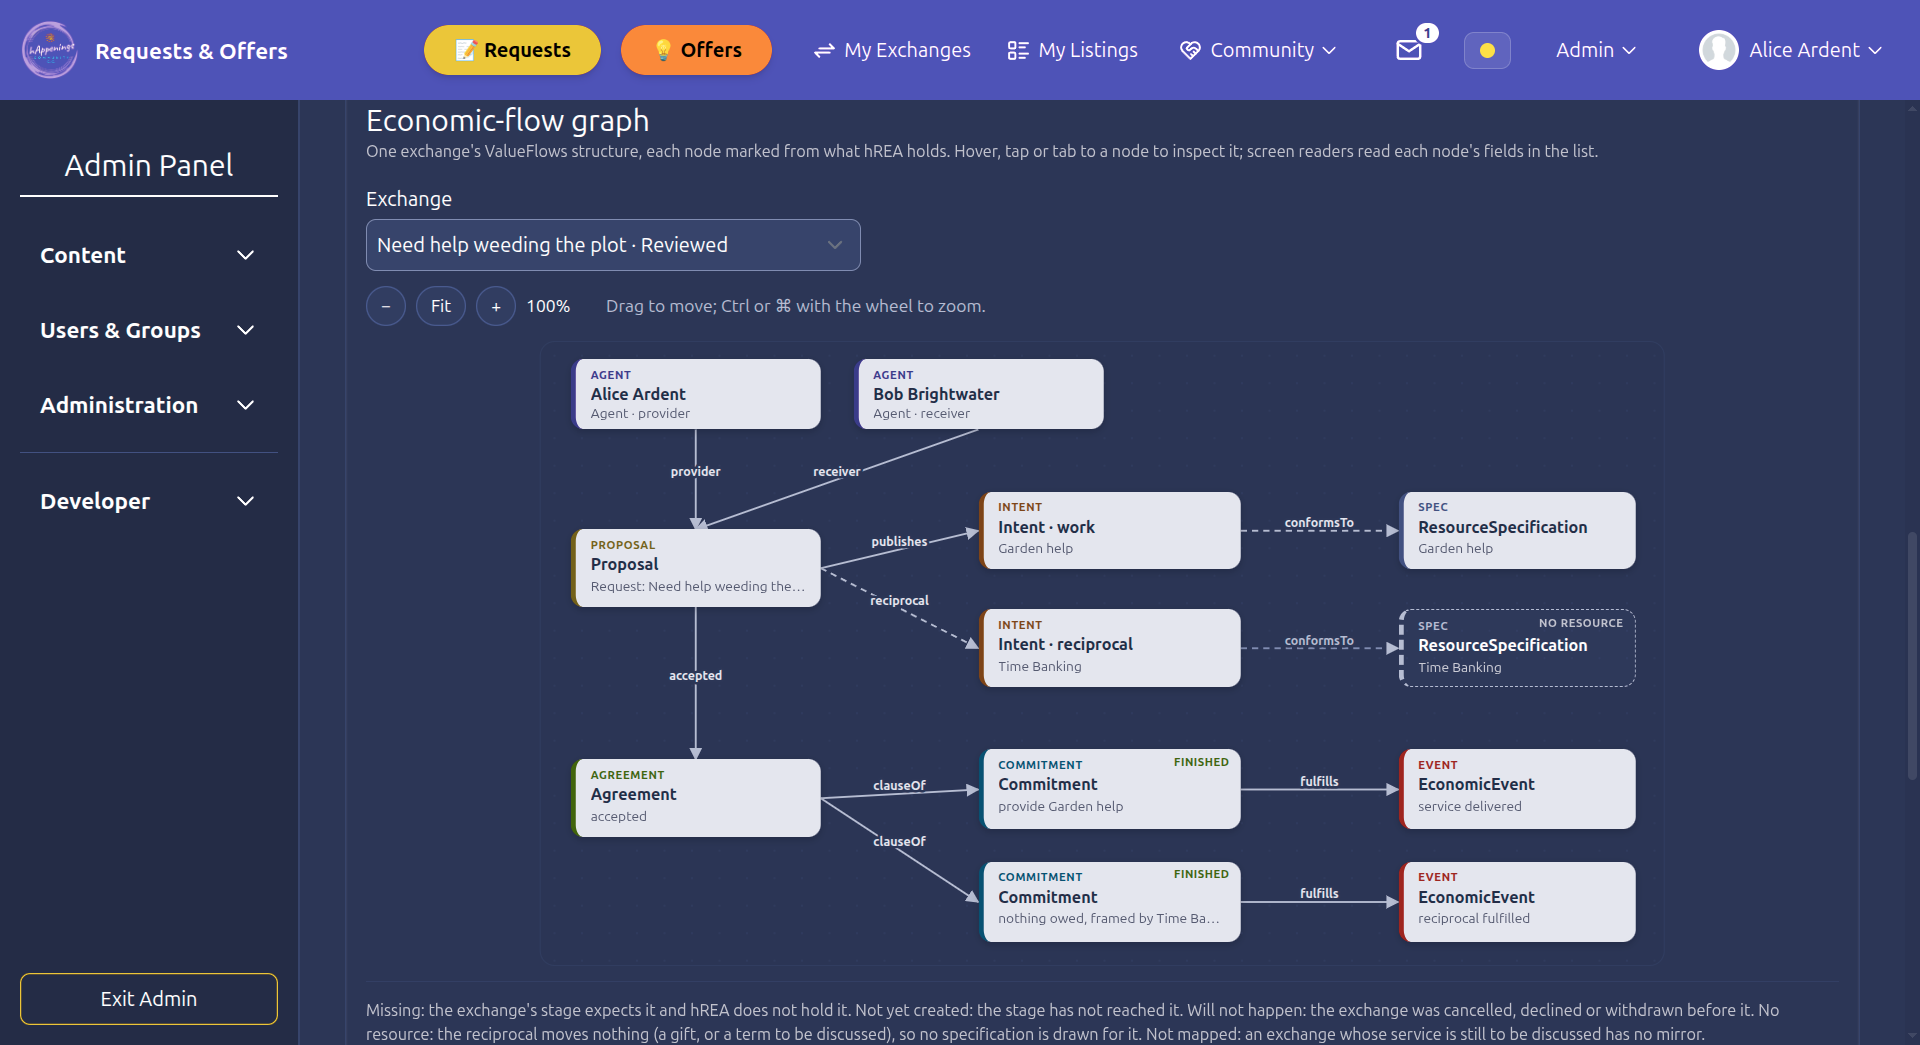 hAppenings
Requests & Offers
📝 Requests
💡 Offers
My Exchanges
My Listings
Community
1
Admin
Alice Ardent
Admin Panel
Content
Users & Groups
Administration
Developer
Exit Admin
Economic-flow graph
One exchange's ValueFlows structure, each node marked from what hREA holds. Hover, tap or tab to a node to inspect it; screen readers read each node's fields in the list.
Exchange
Need help weeding the plot · Reviewed
−
Fit
+
100%
Drag to move; Ctrl or ⌘ with the wheel to zoom.
AGENT
Alice Ardent
Agent · provider
AGENT
Bob Brightwater
Agent · receiver
provider
receiver
PROPOSAL
Proposal
Request: Need help weeding the…
publishes
reciprocal
INTENT
Intent · work
Garden help
conformsTo
SPEC
ResourceSpecification
Garden help
INTENT
Intent · reciprocal
Time Banking
conformsTo
SPEC
NO RESOURCE
ResourceSpecification
Time Banking
accepted
AGREEMENT
Agreement
accepted
clauseOf
clauseOf
COMMITMENT
FINISHED
Commitment
provide Garden help
fulfills
EVENT
EconomicEvent
service delivered
COMMITMENT
FINISHED
Commitment
nothing owed, framed by Time Ba…
fulfills
EVENT
EconomicEvent
reciprocal fulfilled
Missing: the exchange's stage expects it and hREA does not hold it. Not yet created: the stage has not reached it. Will not happen: the exchange was cancelled, declined or withdrawn before it. No
resource: the reciprocal moves nothing (a gift, or a term to be discussed), so no specification is drawn for it. Not mapped: an exchange whose service is still to be discussed has no mirror.